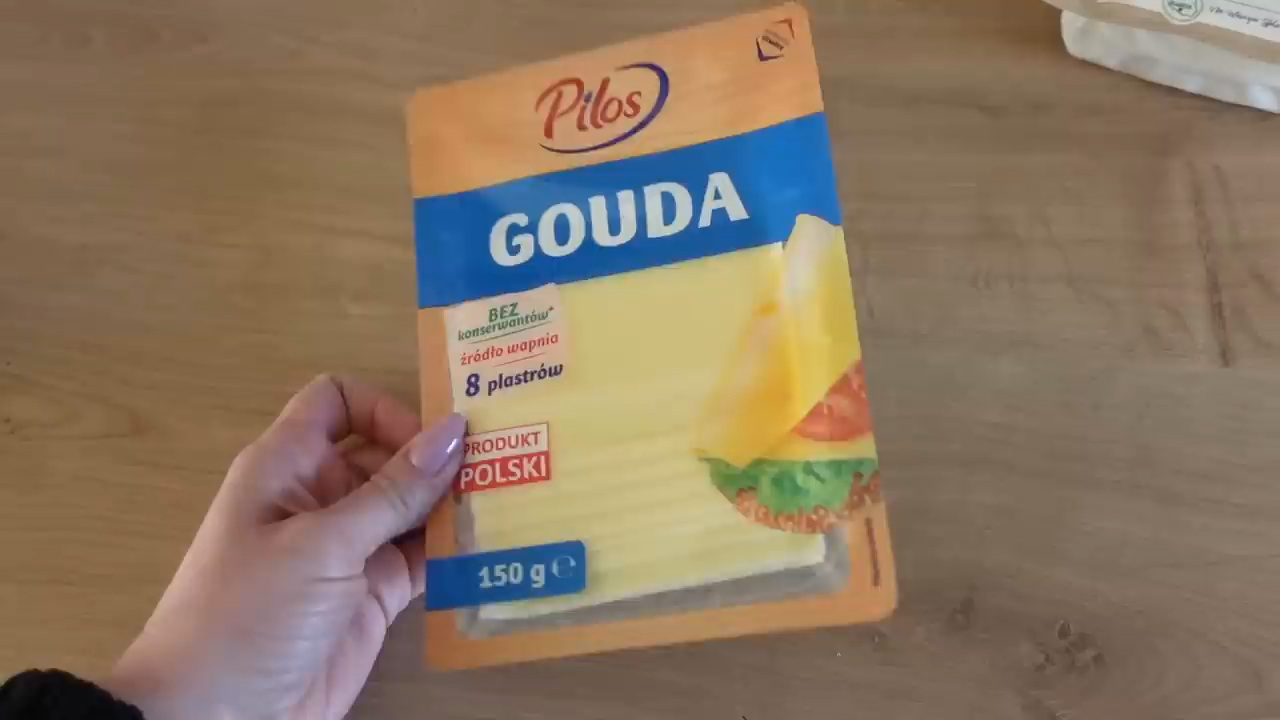 Pilos
GOUDA
BEZ
konserwantów*
źródło wapnia
8 plastrów
PRODUKT
POLSKI
150 g ℮